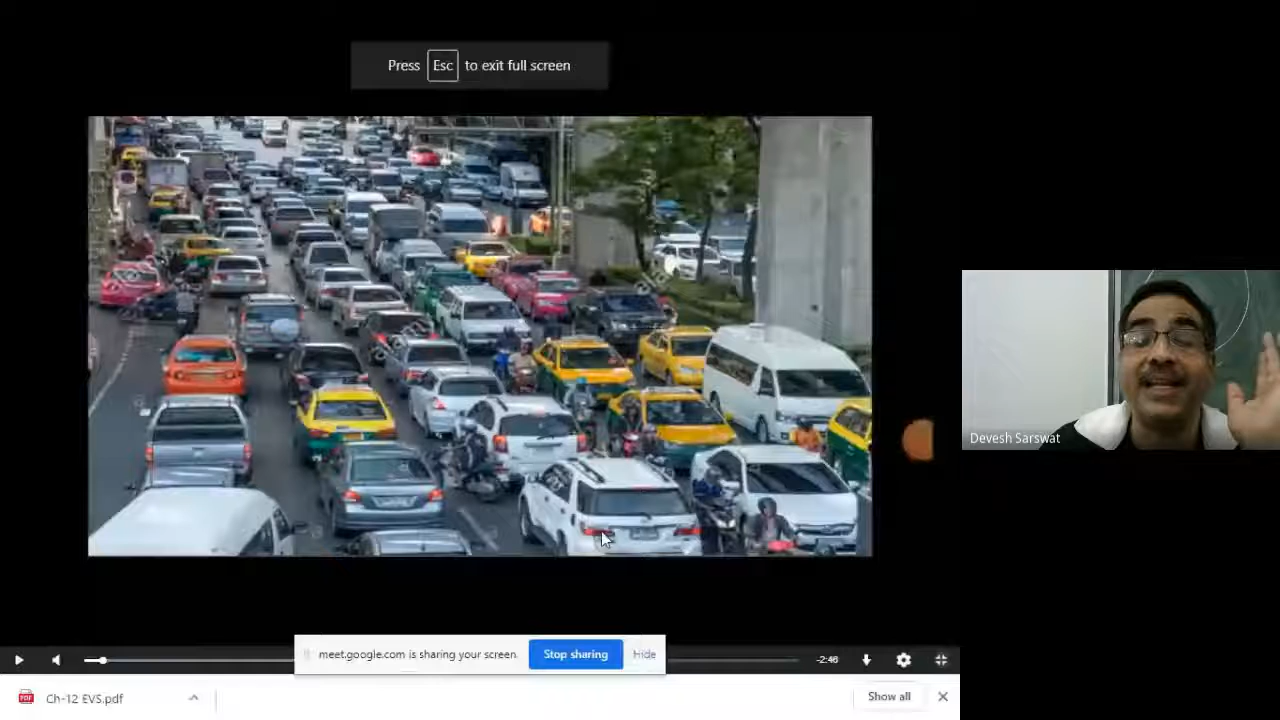 Press Esc to exit full screen
Devesh Sarswat
meet.google.com is sharing your screen.
Stop sharing
Hide
-2:46
Ch-12 EVS.pdf
Show all